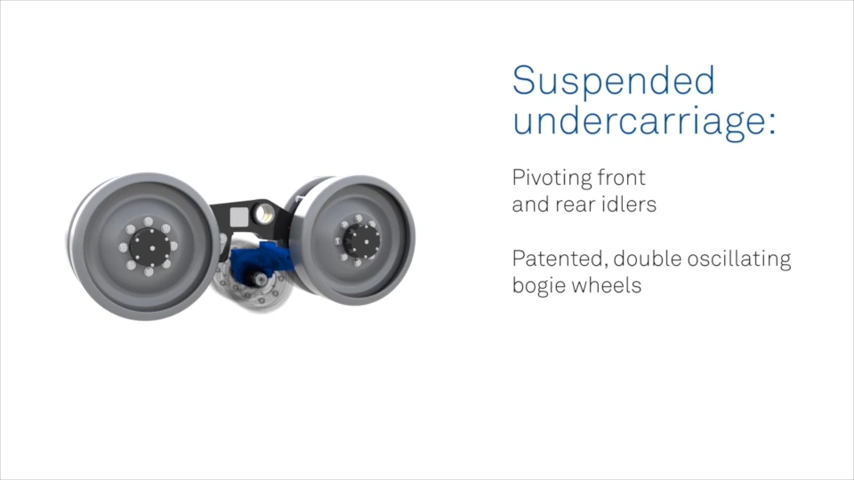 Suspended
undercarriage:
Pivoting front
and rear idlers
Patented, double oscillating
bogie wheels